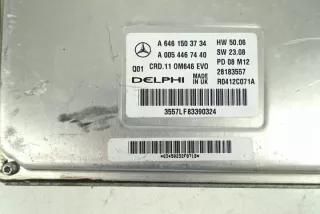 A 646 150 37 34 HW 50.06
A 005 446 74 40 SW 23.08
Q01 CRD.11 OM646 EVO PD 08 M12
DELPHI MADE IN UK 28183557
R0412C071A
3557LF83390324